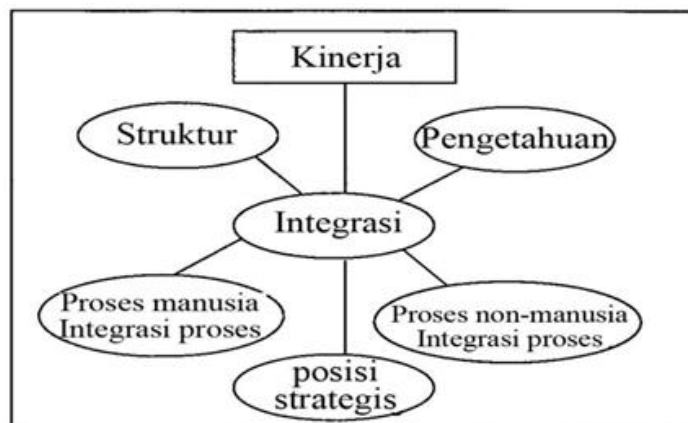 Kinerja
Struktur
Pengetahuan
Integrasi
Proses manusia
Integrasi proses
Proses non-manusia
Integrasi proses
posisi
strategis